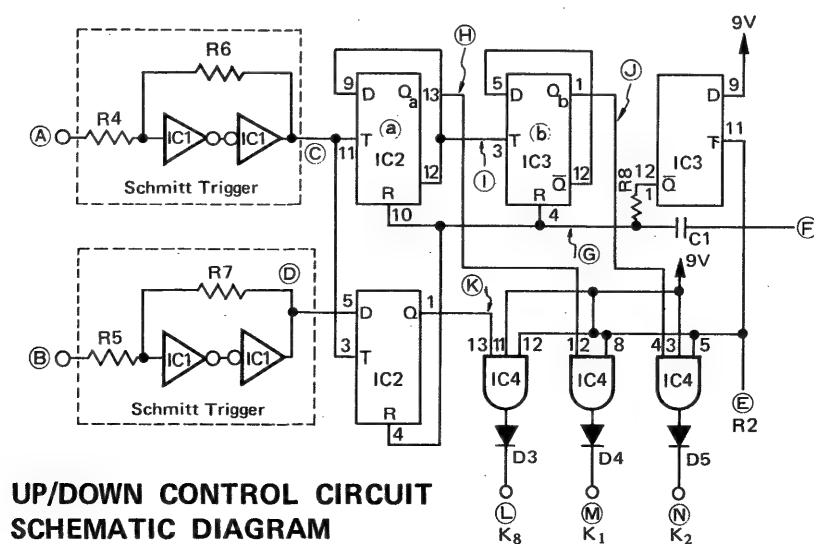 H
J
9V
R6
R4
A
IC1
IC1
C
Schmitt Trigger
9
D
Qa
13
a
T
11
IC2
12
R
10
I
5
D
Qb
1
b
T
3
IC3
Q
12
R
4
G
D
9
T
11
IC3
12
Q
1
R8
C1
F
9V
R7
D
R5
B
IC1
IC1
Schmitt Trigger
5
D
Q
1
K
3
T
IC2
R
4
13
11
12
IC4
1
2
8
IC4
4
3
5
IC4
E
R2
D3
D4
D5
L
M
N
K8
K1
K2
UP/DOWN CONTROL CIRCUIT
SCHEMATIC DIAGRAM